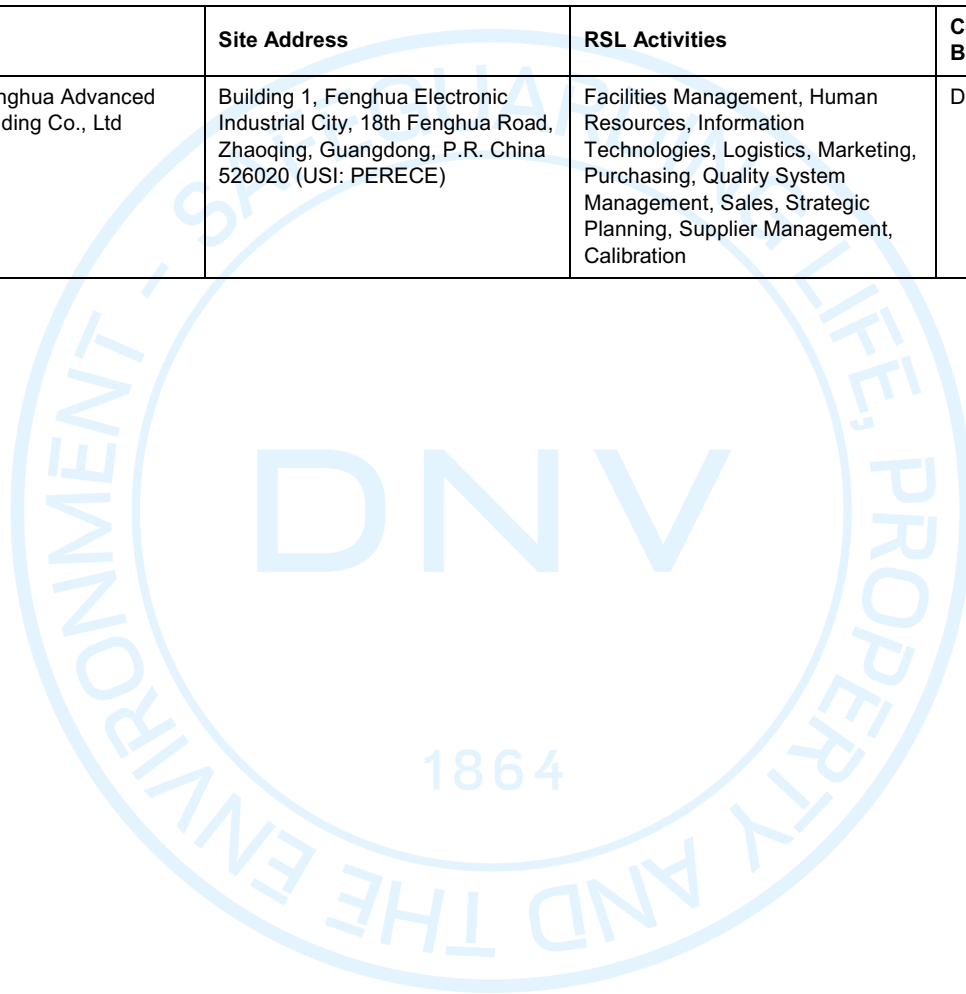 Site Address
RSL Activities
C
B
nghua Advanced
ding Co., Ltd
Building 1, Fenghua Electronic
Industrial City, 18th Fenghua Road,
Zhaoqing, Guangdong, P.R. China
526020 (USI: PERECE)
Facilities Management, Human
Resources, Information
Technologies, Logistics, Marketing,
Purchasing, Quality System
Management, Sales, Strategic
Planning, Supplier Management,
Calibration
D
SAFEGUARDING LIFE, PROPERTY AND THE ENVIRONMENT -
DNV
1864